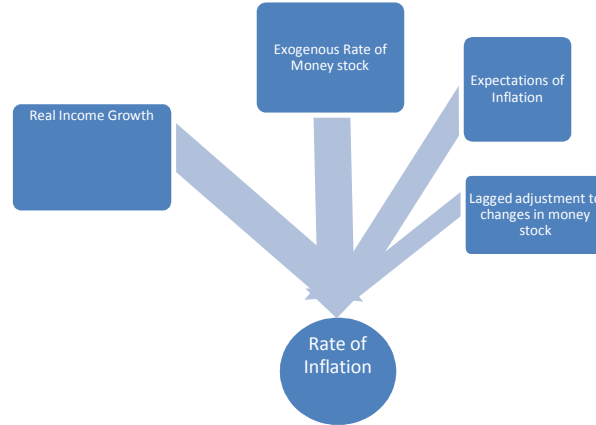 Real Income Growth
Exogenous Rate of
Money stock
Expectations of
Inflation
Lagged adjustment to
changes in money
stock
Rate of
Inflation